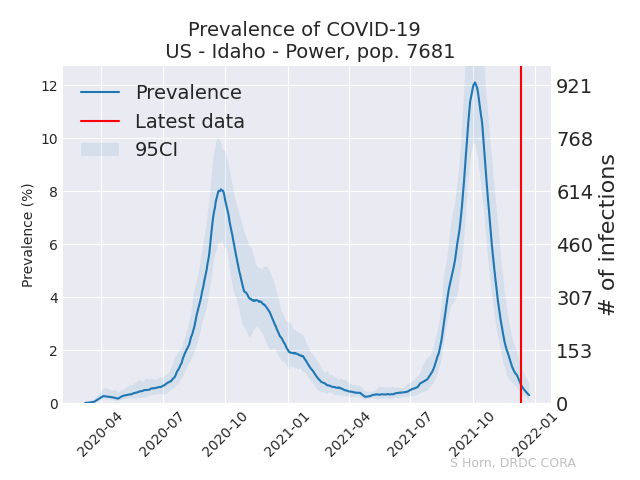 Prevalence of COVID-19
US - Idaho - Power, pop. 7681
Prevalence
Latest data
95CI
Prevalence (%)
12
10
8
6
4
2
0
921
768
614
460
307
153
0
# of infections
2020-04
2020-07
2020-10
2021-01
2021-04
2021-07
2021-10
2022-01
S Horn, DRDC CORA